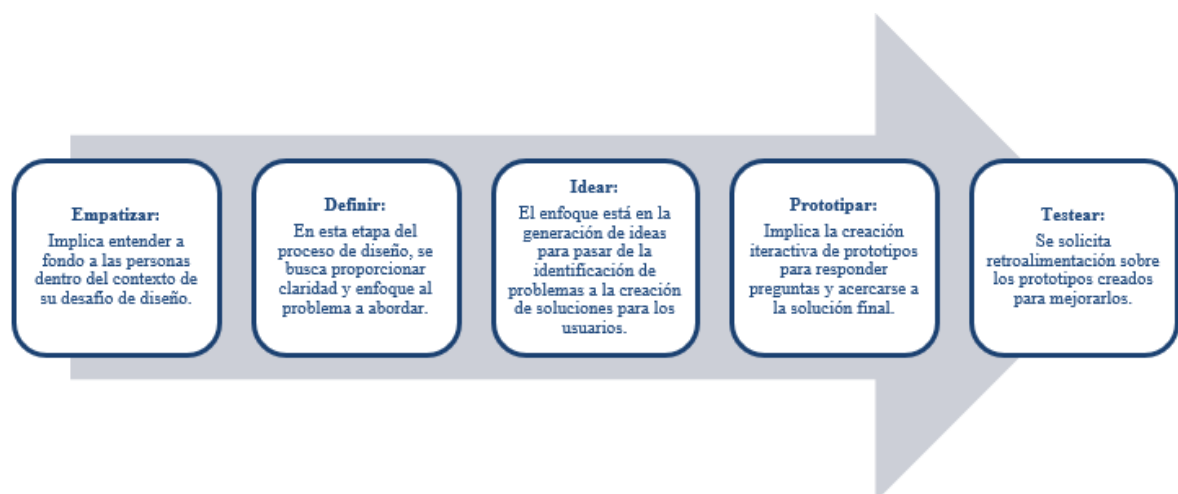 Empatizar:
Implica entender a
fondo a las personas
dentro del contexto de
su desafío de diseño.
Definir:
En esta etapa del
proceso de diseño, se
busca proporcionar
claridad y enfoque al
problema a abordar.
Idear:
El enfoque está en la
generación de ideas
para pasar de la
identificación de
problemas a la creación
de soluciones para los
usuarios.
Prototipar:
Implica la creación
iteractiva de prototipos
para responder
preguntas y acercarse a
la solución final.
Testear:
Se solicita
retroalimentación sobre
los prototipos creados
para mejorarlos.